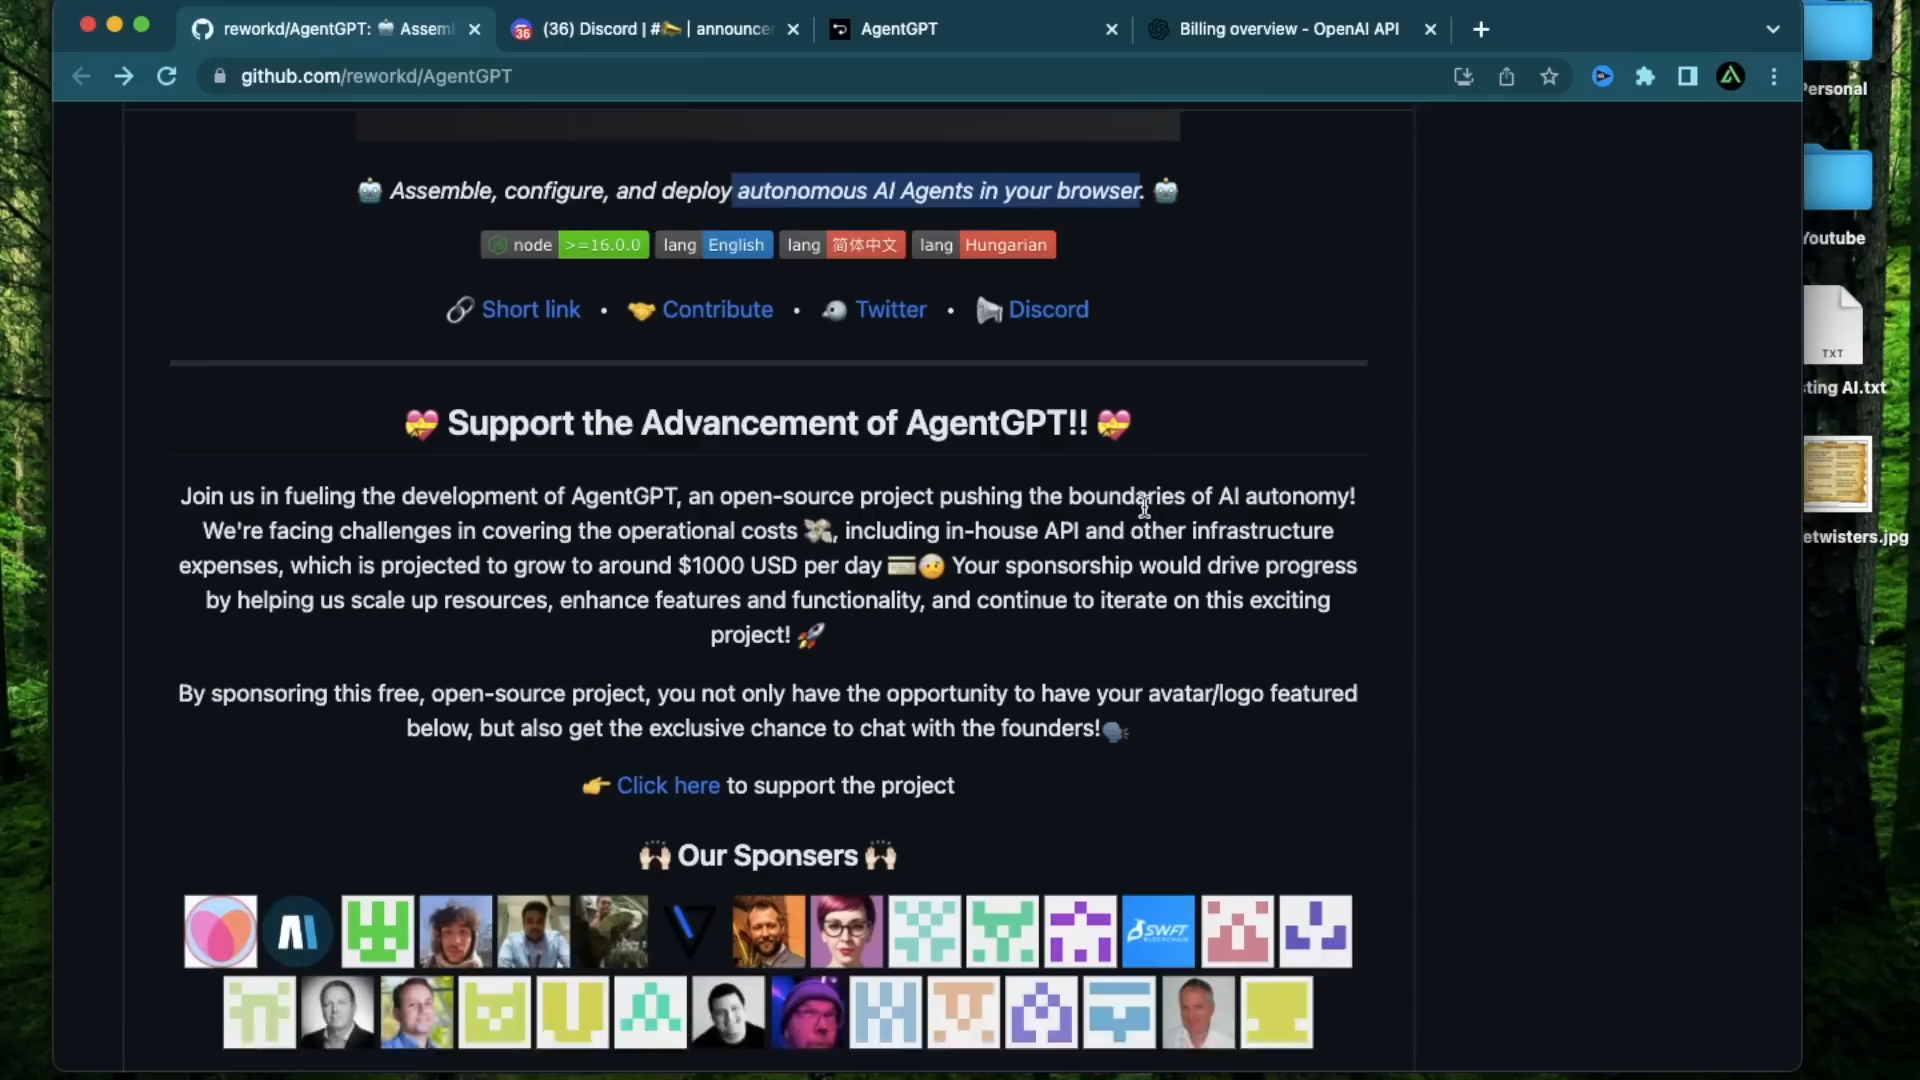 reworkd/AgentGPT: 🤖 Assem
(36) Discord | #📣 | announcer
AgentGPT
Billing overview - OpenAI API
36
github.com/reworkd/AgentGPT
Personal
🤖 Assemble, configure, and deploy autonomous AI Agents in your browser. 🤖
node >=16.0.0 lang English lang 简体中文 lang Hungarian
Youtube
🔗 Short link • 🤝 Contribute • 🐦 Twitter • 📢 Discord
TXT
sting AI.txt
💝 Support the Advancement of AgentGPT!! 💝
Join us in fueling the development of AgentGPT, an open-source project pushing the boundaries of AI autonomy!
We're facing challenges in covering the operational costs 💸, including in-house API and other infrastructure
etwisters.jpg
expenses, which is projected to grow to around $1000 USD per day 💳🤕 Your sponsorship would drive progress
by helping us scale up resources, enhance features and functionality, and continue to iterate on this exciting
project! 🚀
By sponsoring this free, open-source project, you not only have the opportunity to have your avatar/logo featured
below, but also get the exclusive chance to chat with the founders!🗣️
👉 Click here to support the project
🙌🏻 Our Sponsers 🙌🏻
SWFT
BLOCKCHAIN